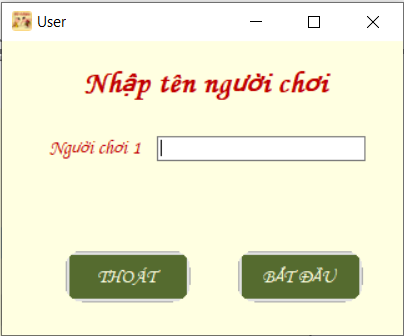 User
Nhập tên người chơi
Người chơi 1
THOÁT
BẮT ĐẦU